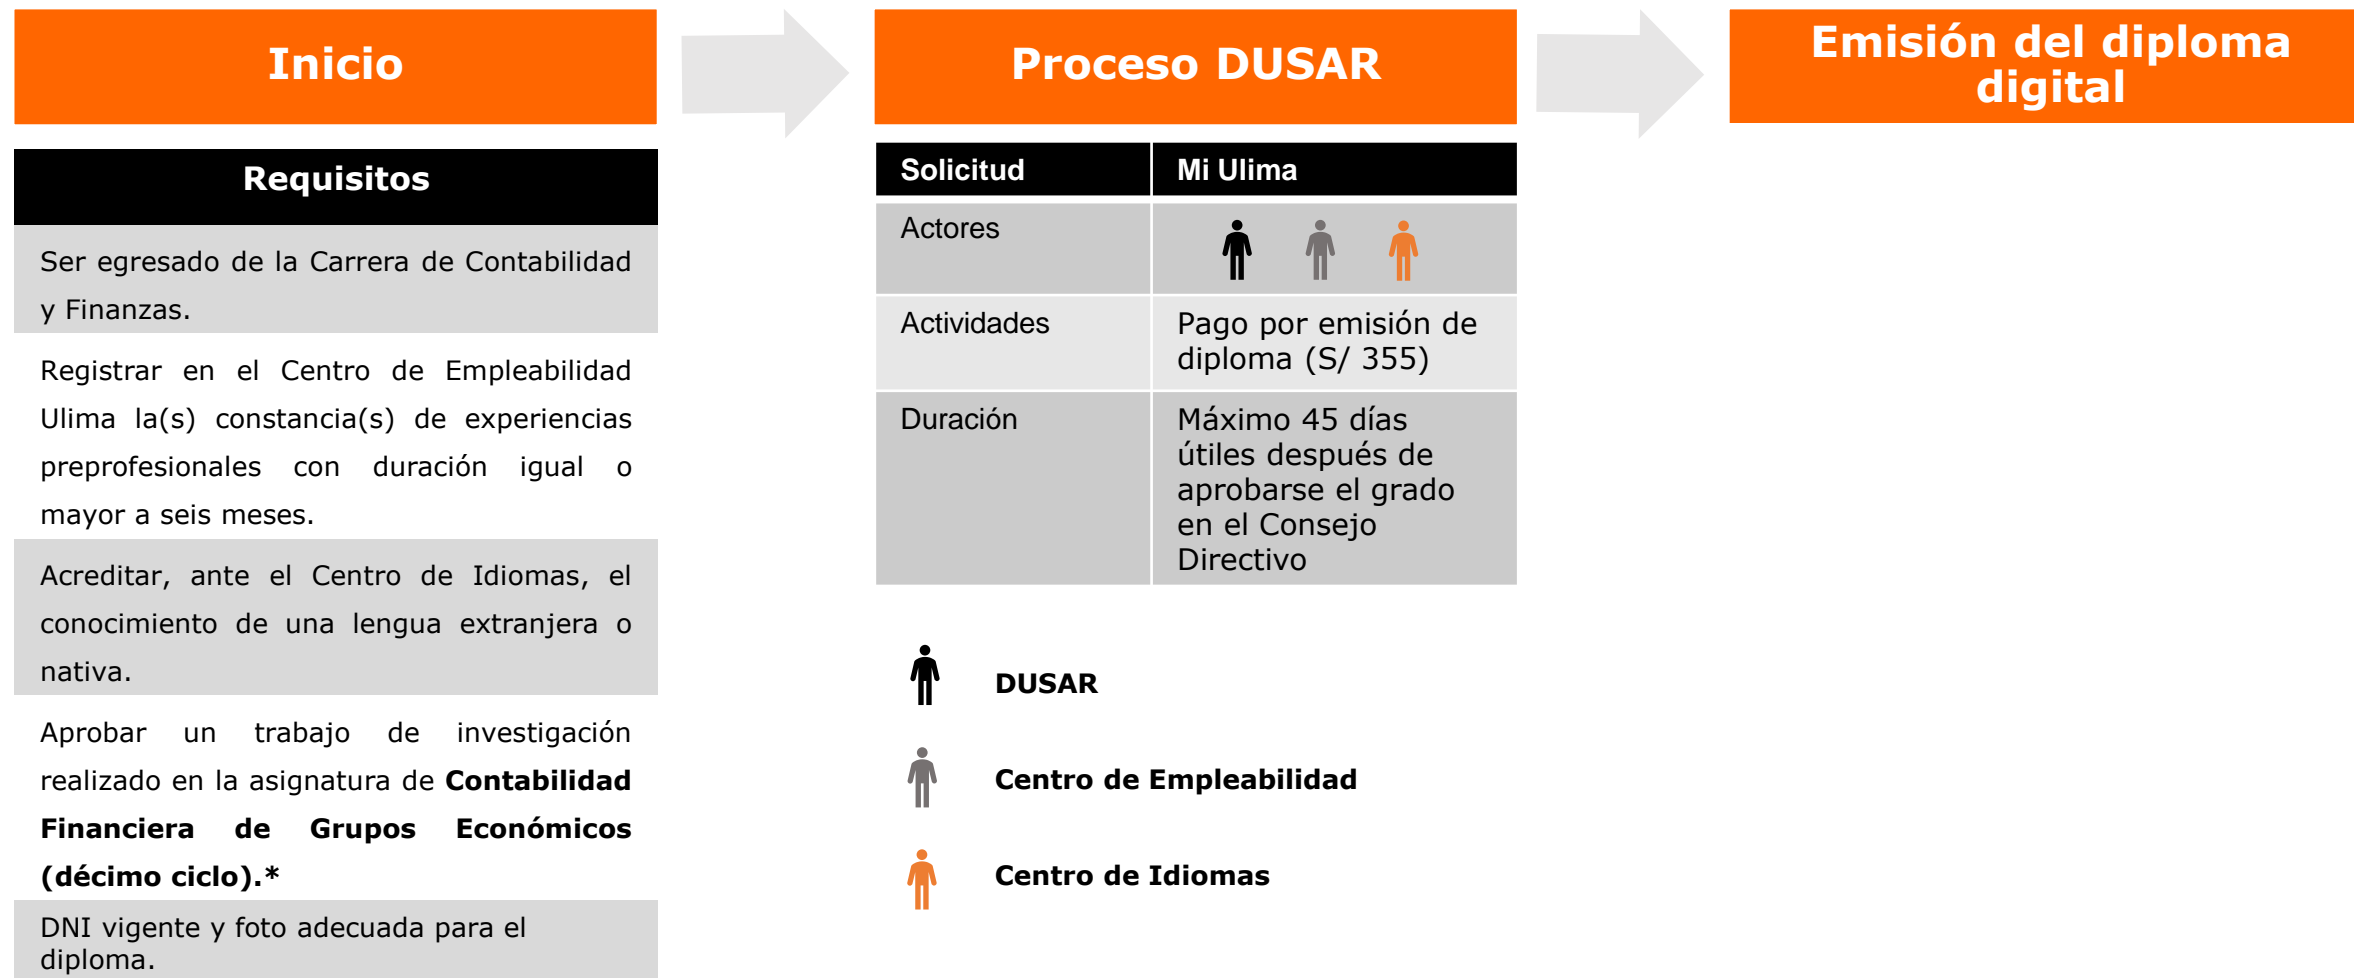 Inicio
Requisitos
Ser egresado de la Carrera de Contabilidad
y Finanzas.
Registrar en el Centro de Empleabilidad
Ulima la(s) constancia(s) de experiencias
preprofesionales con duración igual o
mayor a seis meses.
Acreditar, ante el Centro de Idiomas, el
conocimiento de una lengua extranjera o
nativa.
Aprobar un trabajo de investigación
realizado en la asignatura de Contabilidad
Financiera de Grupos Económicos
(décimo ciclo).*
DNI vigente y foto adecuada para el
diploma.
Proceso DUSAR
Solicitud Mi Ulima
Actores
Actividades Pago por emisión de
diploma (S/ 355)
Duración Máximo 45 días
útiles después de
aprobarse el grado
en el Consejo
Directivo
DUSAR
Centro de Empleabilidad
Centro de Idiomas
Emisión del diploma
digital